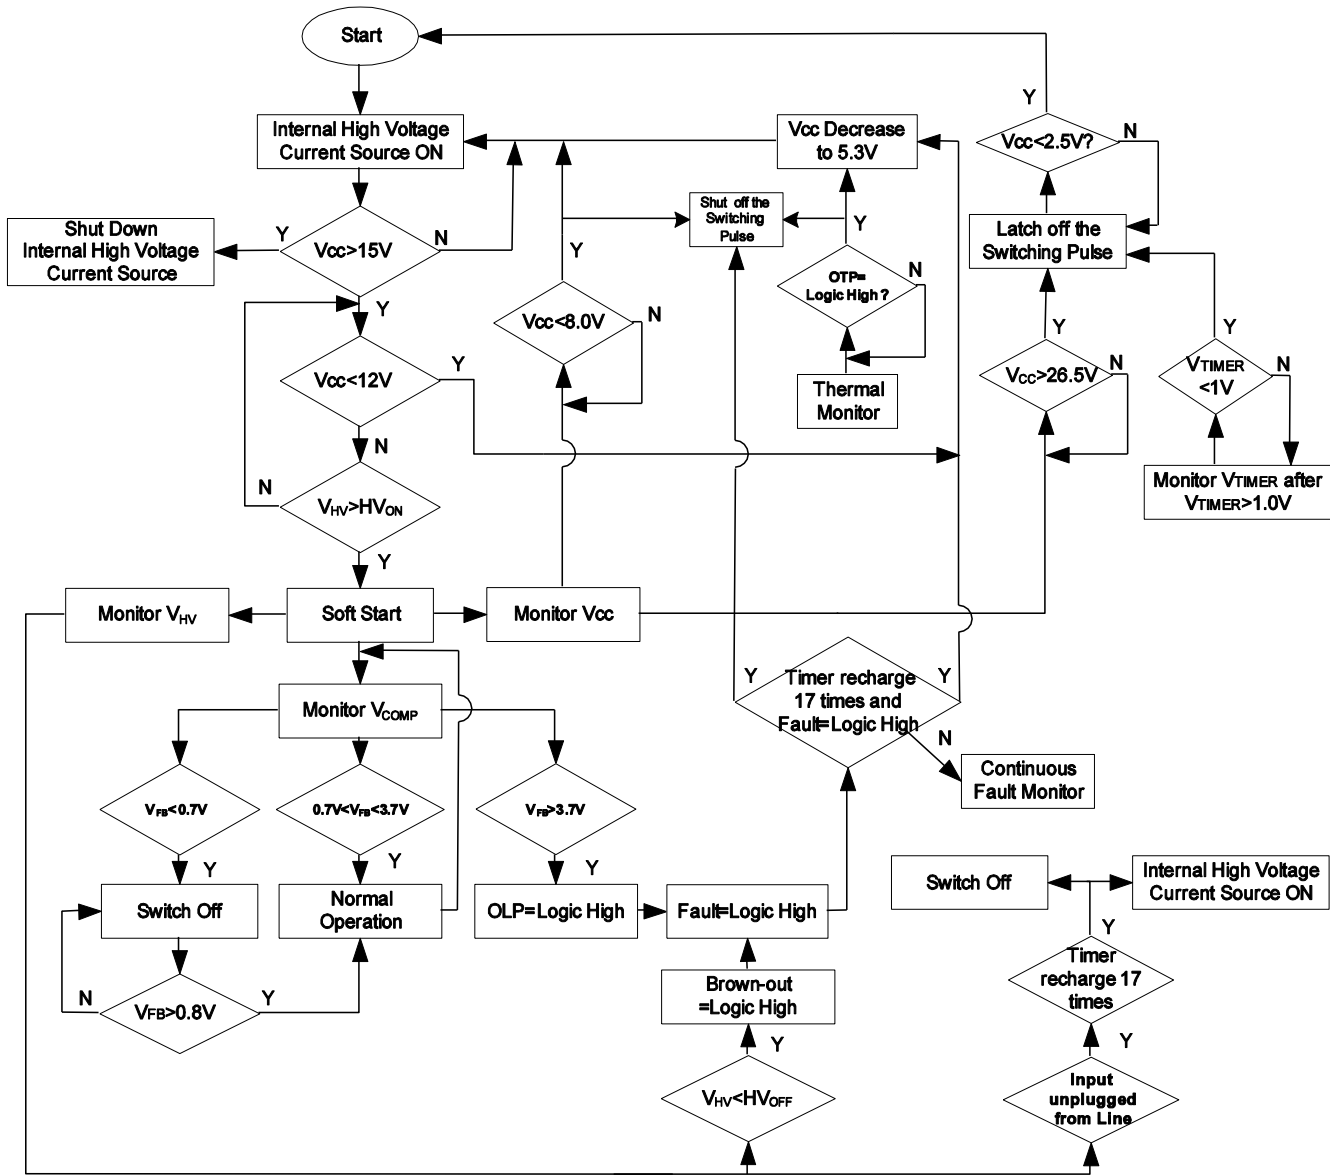 Start
Internal High Voltage
Current Source ON
Vcc Decrease
to 5.3V
Y
Vcc<2.5V?
N
Shut Down
Internal High Voltage
Current Source
Y
Vcc>15V
N
Y
Shut off the
Switching
Pulse
Y
Latch off the
Switching Pulse
Y
Vcc<8.0V
N
OTP=
Logic High ?
N
Vcc<12V
Y
N
Thermal
Monitor
Y
VCC>26.5V
N
Y
VTIMER
<1V
N
Monitor VTIMER after
VTIMER>1.0V
N
VHV>HVON
Y
Monitor VHV
Soft Start
Monitor Vcc
Y
Timer recharge
17 times and
Fault=Logic High
Y
N
Continuous
Fault Monitor
Monitor VCOMP
VFB<0.7V
0.7V<VFB<3.7V
VFB>3.7V
Y
Y
Y
Switch Off
Normal
Operation
OLP=Logic High
Fault=Logic High
Switch Off
Internal High Voltage
Current Source ON
Y
N
VFB>0.8V
Y
Brown-out
=Logic High
Timer
recharge 17
times
Y
Y
VHV<HVOFF
Input
unplugged
from Line